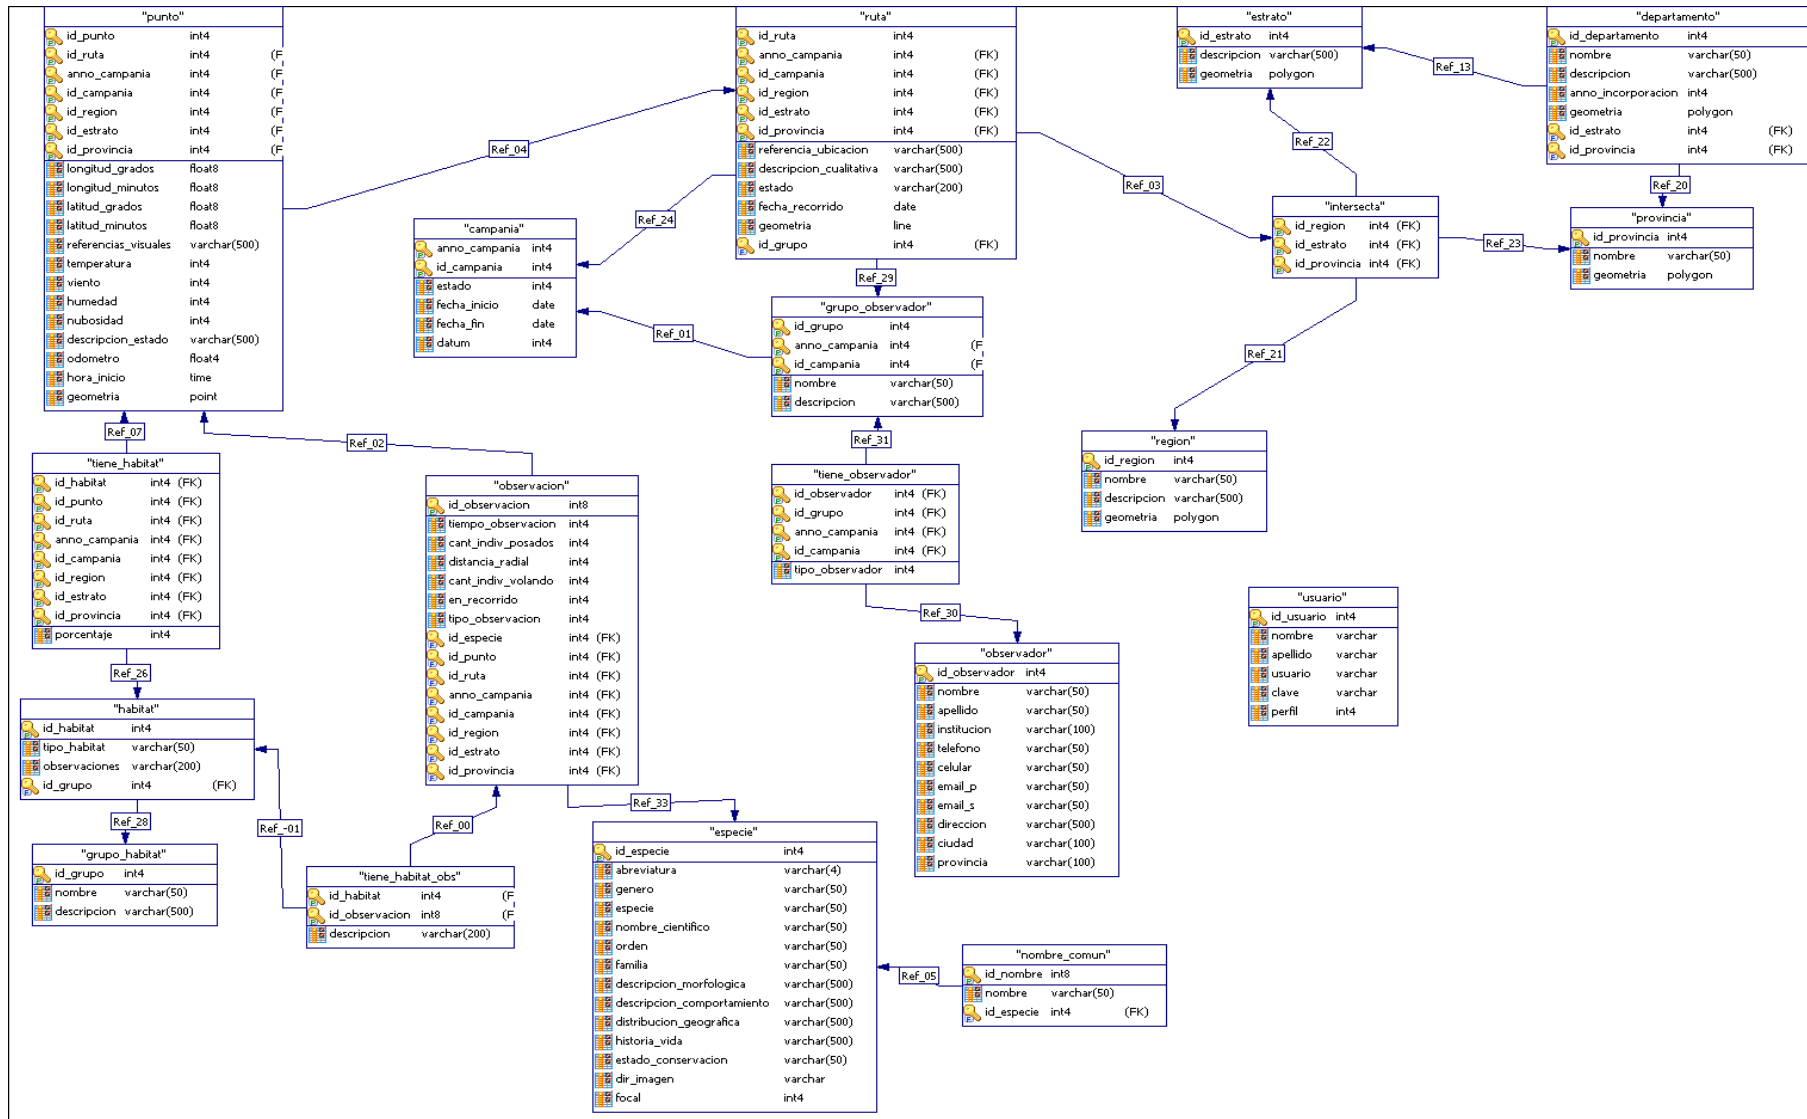 "punto"
id_punto int4
id_ruta int4 (F
anno_campania int4 (F
id_campania int4 (F
id_region int4 (F
id_estrato int4 (F
id_provincia int4 (F
longitud_grados float8
longitud_minutos float8
latitud_grados float8
latitud_minutos float8
referencias_visuales varchar(500)
temperatura int4
viento int4
humedad int4
nubosidad int4
descripcion_estado varchar(500)
odometro float4
hora_inicio time
geometria point
"ruta"
id_ruta int4
anno_campania int4 (FK)
id_campania int4 (FK)
id_region int4 (FK)
id_estrato int4 (FK)
id_provincia int4 (FK)
referencia_ubicacion varchar(500)
descripcion_cualitativa varchar(500)
estado varchar(200)
fecha_recorrido date
geometria line
id_grupo int4 (FK)
"estrato"
id_estrato int4
descripcion varchar(500)
geometria polygon
"departamento"
id_departamento int4
nombre varchar(50)
descripcion varchar(500)
anno_incorporacion int4
geometria polygon
id_estrato int4 (FK)
id_provincia int4 (FK)
Ref_13
Ref_04
Ref_22
Ref_03
Ref_20
Ref_24
"campania"
anno_campania int4
id_campania int4
estado int4
fecha_inicio date
fecha_fin date
datum int4
"intersecta"
id_region int4 (FK)
id_estrato int4 (FK)
id_provincia int4 (FK)
Ref_23
"provincia"
id_provincia int4
nombre varchar(50)
geometria polygon
Ref_29
Ref_01
"grupo_observador"
id_grupo int4
anno_campania int4 (F
id_campania int4 (F
nombre varchar(50)
descripcion varchar(500)
Ref_21
Ref_07
Ref_02
Ref_31
"region"
id_region int4
nombre varchar(50)
descripcion varchar(500)
geometria polygon
"tiene_habitat"
id_habitat int4 (FK)
id_punto int4 (FK)
id_ruta int4 (FK)
anno_campania int4 (FK)
id_campania int4 (FK)
id_region int4 (FK)
id_estrato int4 (FK)
id_provincia int4 (FK)
porcentaje int4
"observacion"
id_observacion int8
tiempo_observacion int4
cant_indiv_posados int4
distancia_radial int4
cant_indiv_volando int4
en_recorrido int4
tipo_observacion int4
id_especie int4 (FK)
id_punto int4 (FK)
id_ruta int4 (FK)
anno_campania int4 (FK)
id_campania int4 (FK)
id_region int4 (FK)
id_estrato int4 (FK)
id_provincia int4 (FK)
"tiene_observador"
id_observador int4 (FK)
id_grupo int4 (FK)
anno_campania int4 (FK)
id_campania int4 (FK)
tipo_observador int4
Ref_30
"usuario"
id_usuario int4
nombre varchar
apellido varchar
usuario varchar
clave varchar
perfil int4
"observador"
id_observador int4
nombre varchar(50)
apellido varchar(50)
institucion varchar(100)
telefono varchar(50)
celular varchar(50)
email_p varchar(50)
email_s varchar(50)
direccion varchar(500)
ciudad varchar(100)
provincia varchar(100)
Ref_26
"habitat"
id_habitat int4
tipo_habitat varchar(50)
observaciones varchar(200)
id_grupo int4 (FK)
Ref_28
Ref_-01
Ref_00
Ref_33
"grupo_habitat"
id_grupo int4
nombre varchar(50)
descripcion varchar(500)
"tiene_habitat_obs"
id_habitat int4 (F
id_observacion int8 (F
descripcion varchar(200)
"especie"
id_especie int4
abreviatura varchar(4)
genero varchar(50)
especie varchar(50)
nombre_cientifico varchar(50)
orden varchar(50)
familia varchar(50)
descripcion_morfologica varchar(500)
descripcion_comportamiento varchar(500)
distribucion_geografica varchar(500)
historia_vida varchar(500)
estado_conservacion varchar(50)
dir_imagen varchar
focal int4
Ref_05
"nombre_comun"
id_nombre int8
nombre varchar(50)
id_especie int4 (FK)